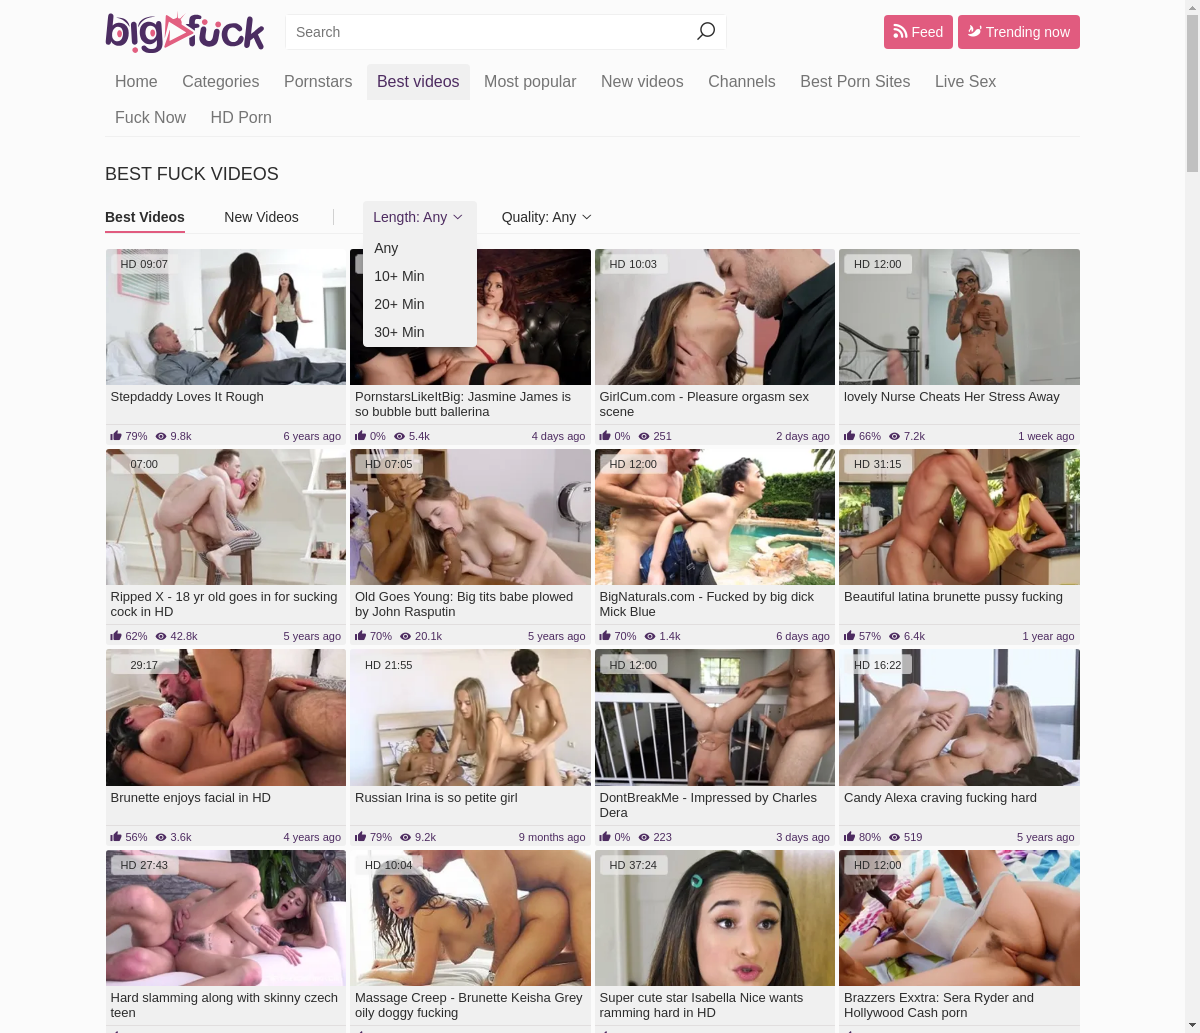 bigfuck
Search
Feed
Trending now
Home Categories Pornstars Best videos Most popular New videos Channels Best Porn Sites Live Sex
Fuck Now HD Porn
BEST FUCK VIDEOS
Best Videos New Videos Length: Any Quality: Any
Any
10+ Min
20+ Min
30+ Min
HD 09:07
Stepdaddy Loves It Rough
79% 9.8k 6 years ago
PornstarsLikeItBig: Jasmine James is
so bubble butt ballerina
0% 5.4k 4 days ago
HD 10:03
GirlCum.com - Pleasure orgasm sex
scene
0% 251 2 days ago
HD 12:00
lovely Nurse Cheats Her Stress Away
66% 7.2k 1 week ago
07:00
Ripped X - 18 yr old goes in for sucking
cock in HD
62% 42.8k 5 years ago
HD 07:05
Old Goes Young: Big tits babe plowed
by John Rasputin
70% 20.1k 5 years ago
HD 12:00
BigNaturals.com - Fucked by big dick
Mick Blue
70% 1.4k 6 days ago
HD 31:15
Beautiful latina brunette pussy fucking
57% 6.4k 1 year ago
29:17
Brunette enjoys facial in HD
56% 3.6k 4 years ago
HD 21:55
Russian Irina is so petite girl
79% 9.2k 9 months ago
HD 12:00
DontBreakMe - Impressed by Charles
Dera
0% 223 3 days ago
HD 16:22
Candy Alexa craving fucking hard
80% 519 5 years ago
HD 27:43
Hard slamming along with skinny czech
teen
HD 10:04
Massage Creep - Brunette Keisha Grey
oily doggy fucking
HD 37:24
Super cute star Isabella Nice wants
ramming hard in HD
HD 12:00
Brazzers Exxtra: Sera Ryder and
Hollywood Cash porn